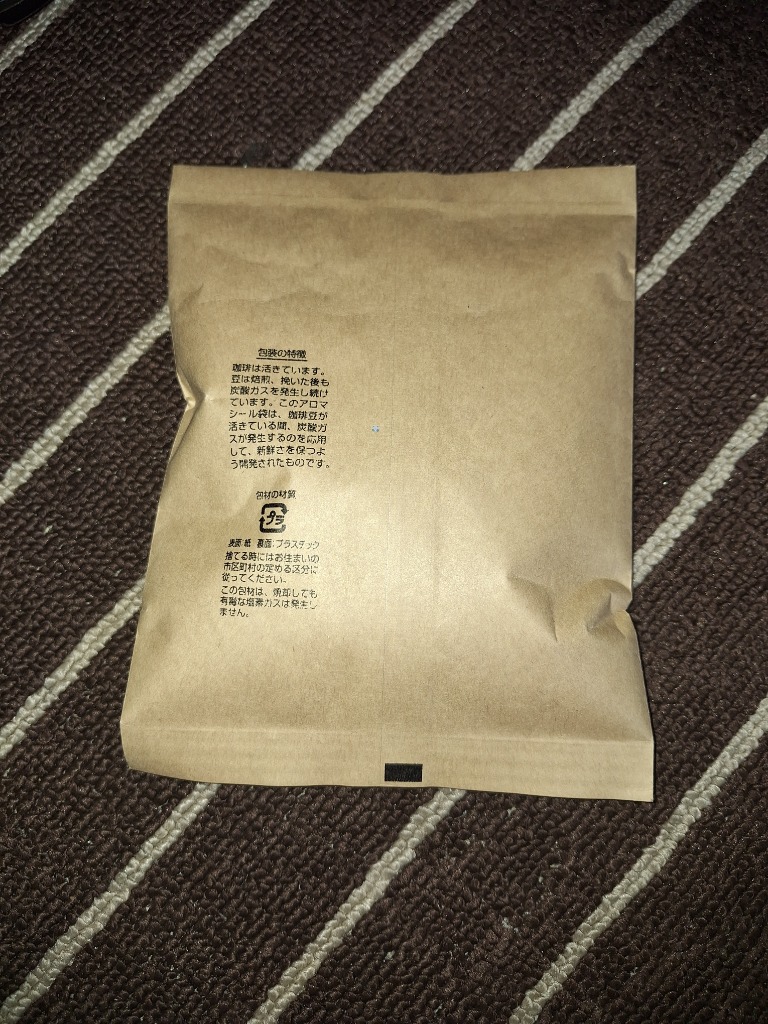 包装の特徴
珈琲は活きています。
豆は焙煎、挽いた後も
炭酸ガスを発生し続け
ています。このアロマ
シール袋は、珈琲豆が
活きている間、炭酸ガ
スが発生するのを応用
して、新鮮さを保つよ
う開発されたものです。
包材の材質
プラ
表面:紙 裏面:プラスチック
捨てる時にはお住まいの
市区町村の定める区分に
従ってください。
この包材は、焼却しても
有害な塩素ガスは発生し
ません。